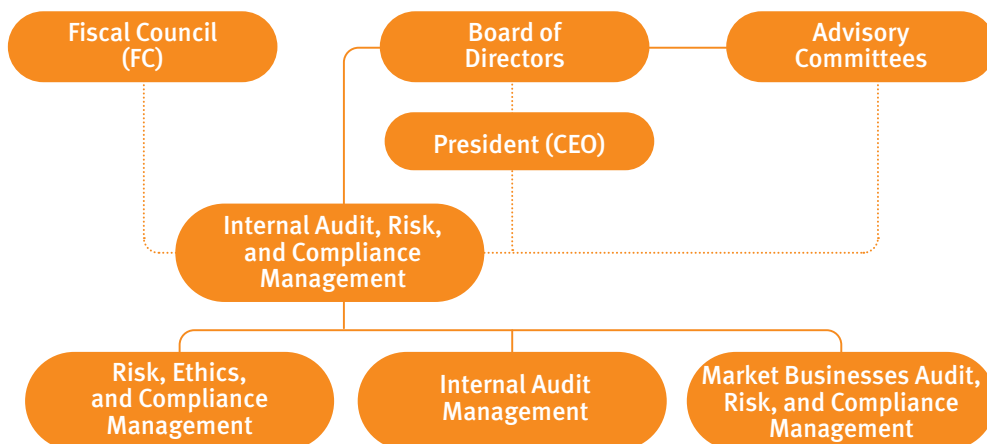 Fiscal Council
(FC)
Board of
Directors
Advisory
Committees
President (CEO)
Internal Audit, Risk,
and Compliance
Management
Risk, Ethics,
and Compliance
Management
Internal Audit
Management
Market Businesses Audit,
Risk, and Compliance
Management